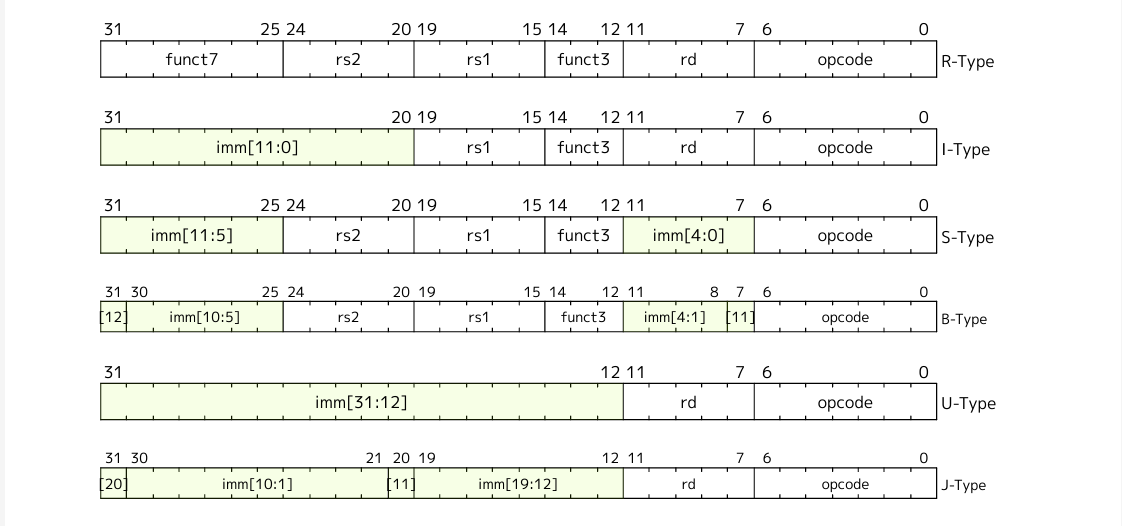 31 25 24 20 19 15 14 12 11 7 6 0
funct7 rs2 rs1 funct3 rd opcode R-Type
31 20 19 15 14 12 11 7 6 0
imm[11:0] rs1 funct3 rd opcode I-Type
31 25 24 20 19 15 14 12 11 7 6 0
imm[11:5] rs2 rs1 funct3 imm[4:0] opcode S-Type
31 30 25 24 20 19 15 14 12 11 8 7 6 0
[12] imm[10:5] rs2 rs1 funct3 imm[4:1] [11] opcode B-Type
31 12 11 7 6 0
imm[31:12] rd opcode U-Type
31 30 21 20 19 12 11 7 6 0
[20] imm[10:1] [11] imm[19:12] rd opcode J-Type